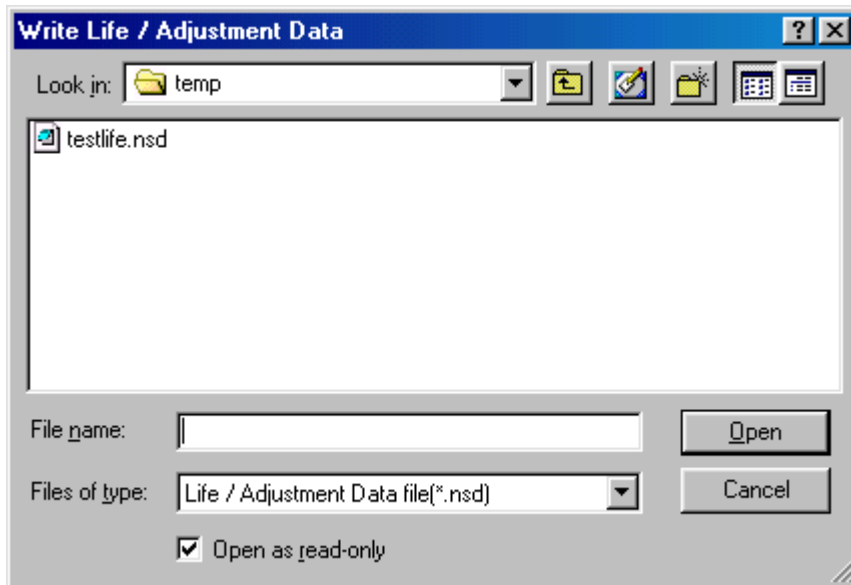 Write Life / Adjustment Data
Look in: temp
testlife.nsd
File name:
Open
Files of type: Life / Adjustment Data file(*.nsd)
Cancel
Open as read-only